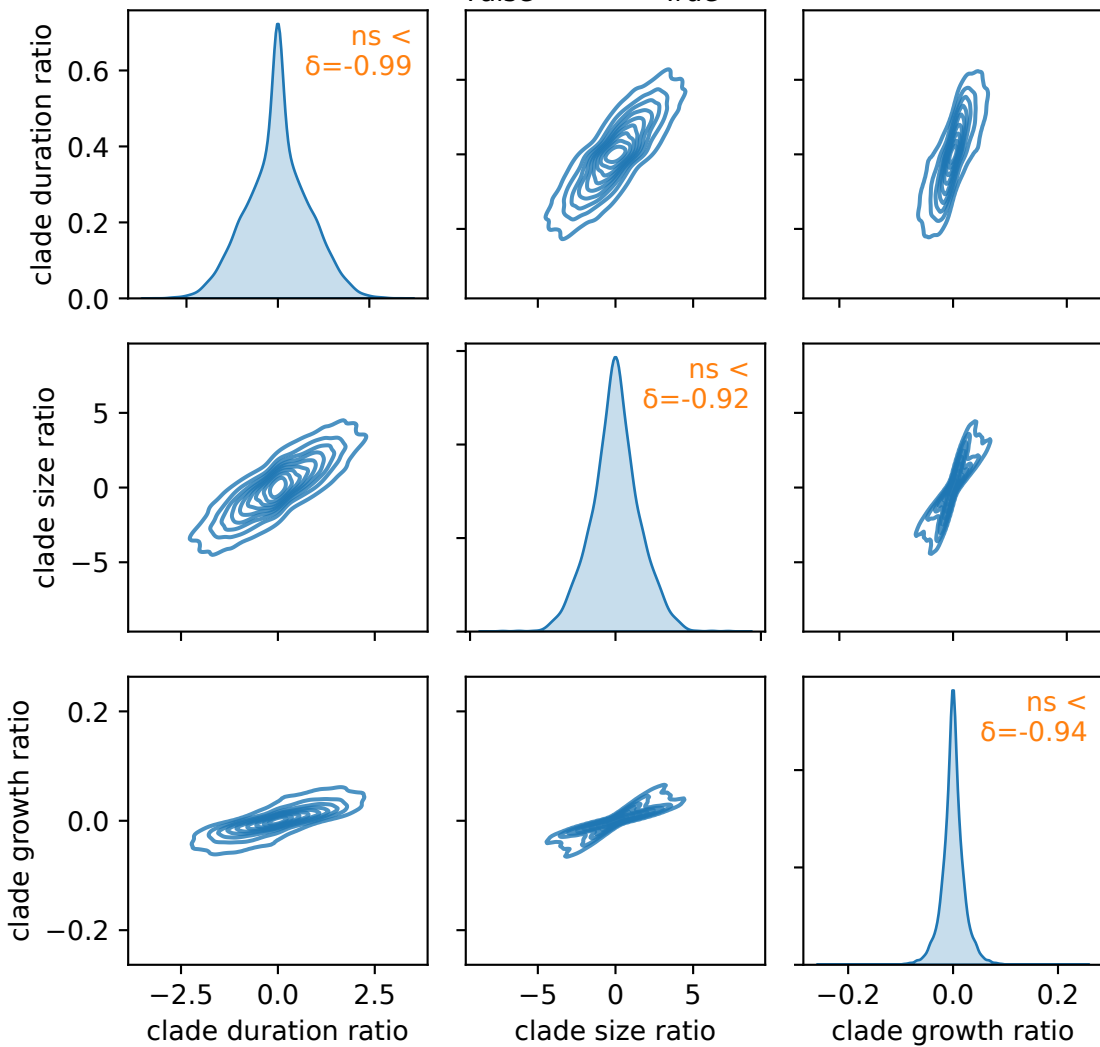 clade duration ratio
0.6
0.4
0.2
0.0
ns <
δ=-0.99
clade size ratio
5
0
−5
ns <
δ=-0.92
clade growth ratio
0.2
0.0
−0.2
ns <
δ=-0.94
−2.5 0.0 2.5
−5 0 5
−0.2 0.0 0.2
clade duration ratio
clade size ratio
clade growth ratio